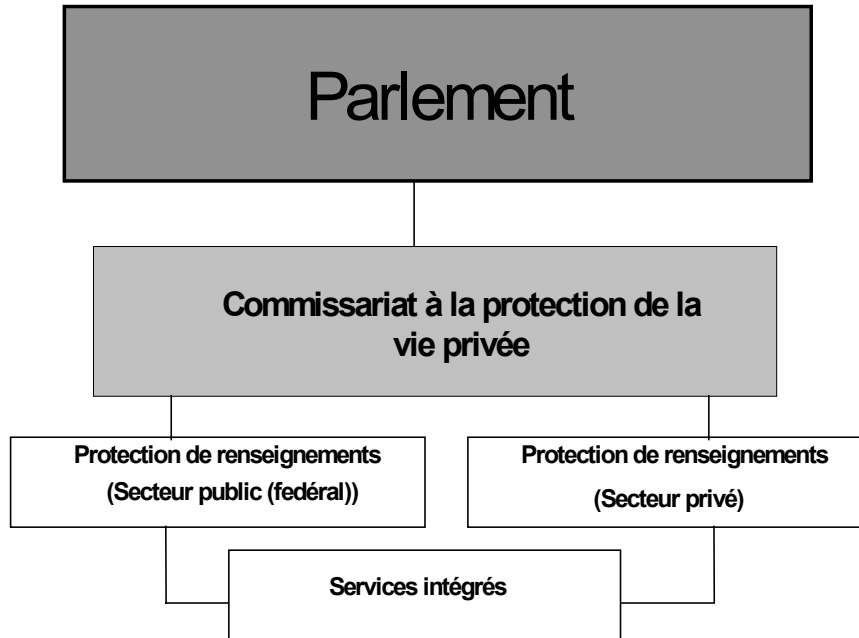 Parlement
Commissariat à la protection de la
vie privée
Protection de renseignements
(Secteur public (fedéral))
Protection de renseignements
(Secteur privé)
Services intégrés